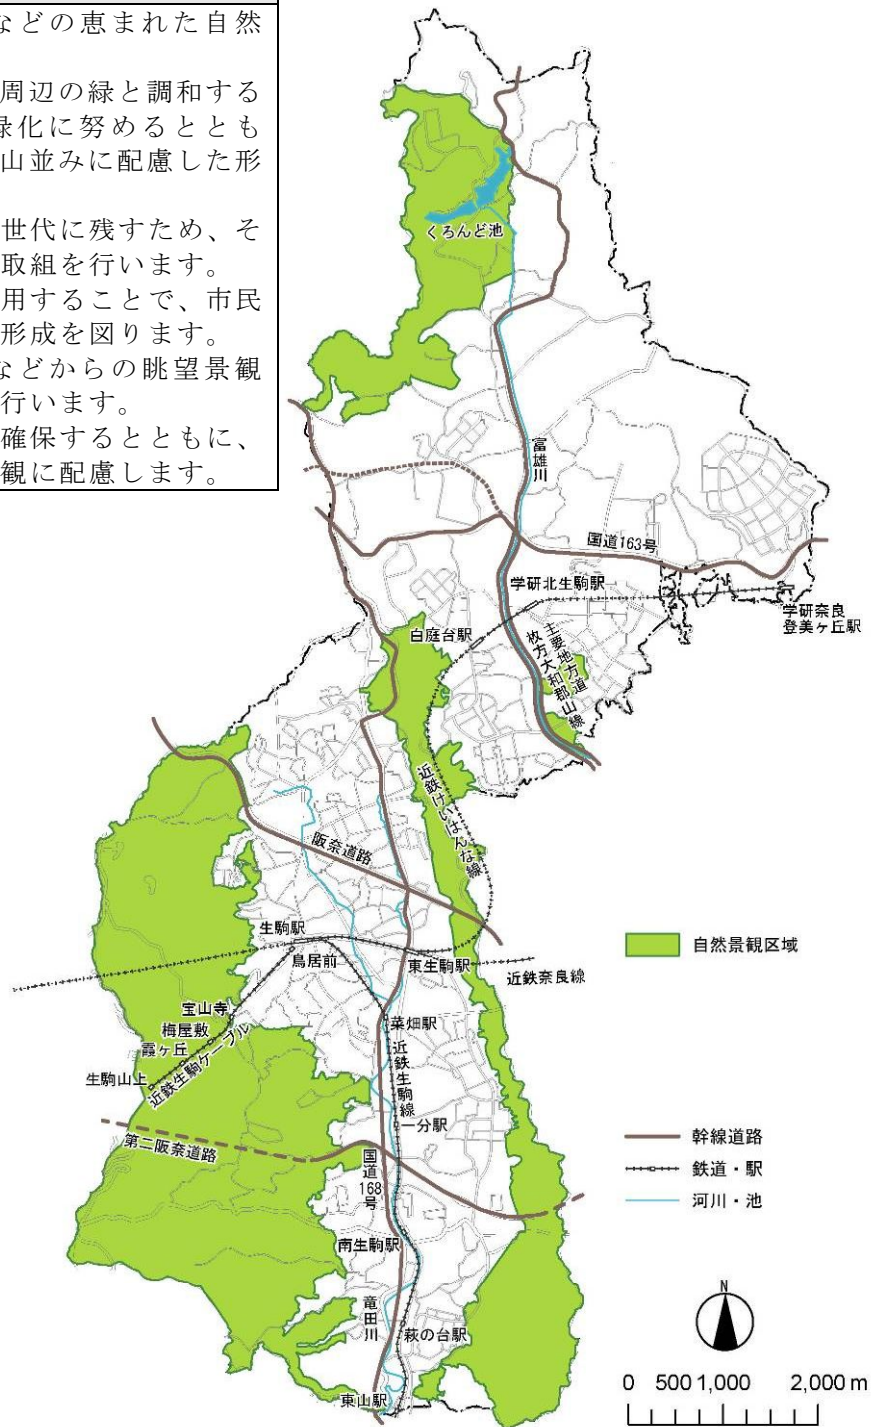 などの恵まれた自然
周辺の緑と調和する
緑化に努めるととも
山並みに配慮した形
世代に残すため、そ
取組を行います。
用することで、市民
形成を図ります。
などからの眺望景観
行います。
確保するとともに、
観に配慮します。
くろんど池
富雄川
国道163号
学研北生駒駅
学研奈良
登美ヶ丘駅
白庭台駅
主要地方道
枚方大和郡山線
近鉄けいはんな線
阪奈道路
生駒駅
鳥居前
東生駒駅
近鉄奈良線
自然景観区域
宝山寺
梅屋敷
霞ヶ丘
生駒山上
近鉄生駒ケーブル
菜畑駅
近鉄生駒線
一分駅
第二阪奈道路
国道
168号
幹線道路
鉄道・駅
河川・池
南生駒駅
竜田川
萩の台駅
東山駅
N
0 500 1,000 2,000 m